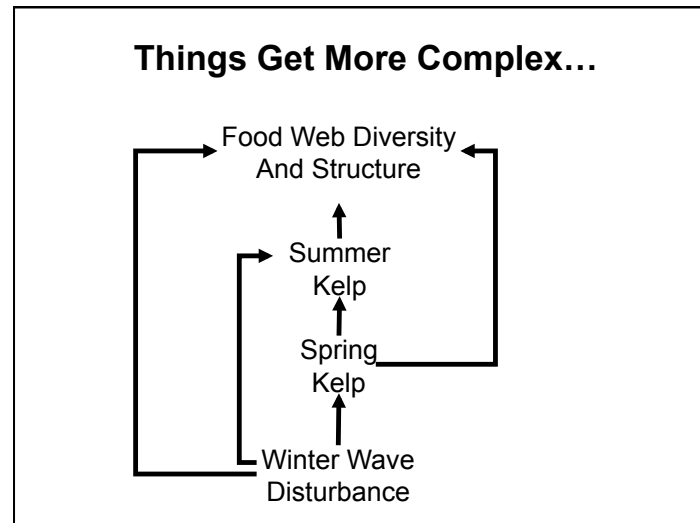 Things Get More Complex…
Food Web Diversity
And Structure
Summer
Kelp
Spring
Kelp
Winter Wave
Disturbance